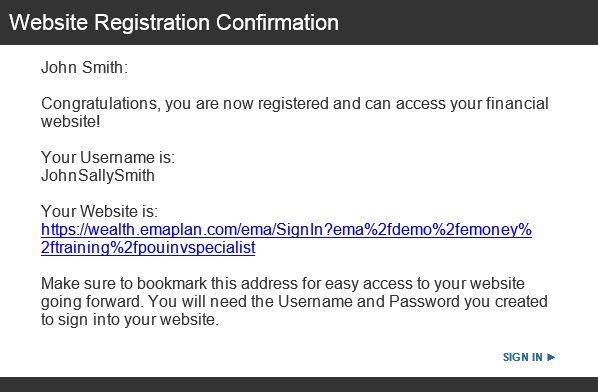 Website Registration Confirmation
John Smith:
Congratulations, you are now registered and can access your financial
website!
Your Username is:
JohnSallySmith
Your Website is:
https://wealth.emaplan.com/ema/SignIn?ema%2fdemo%2femoney%
2ftraining%2fpouinvspecialist
Make sure to bookmark this address for easy access to your website
going forward. You will need the Username and Password you created
to sign into your website.
SIGN IN ►